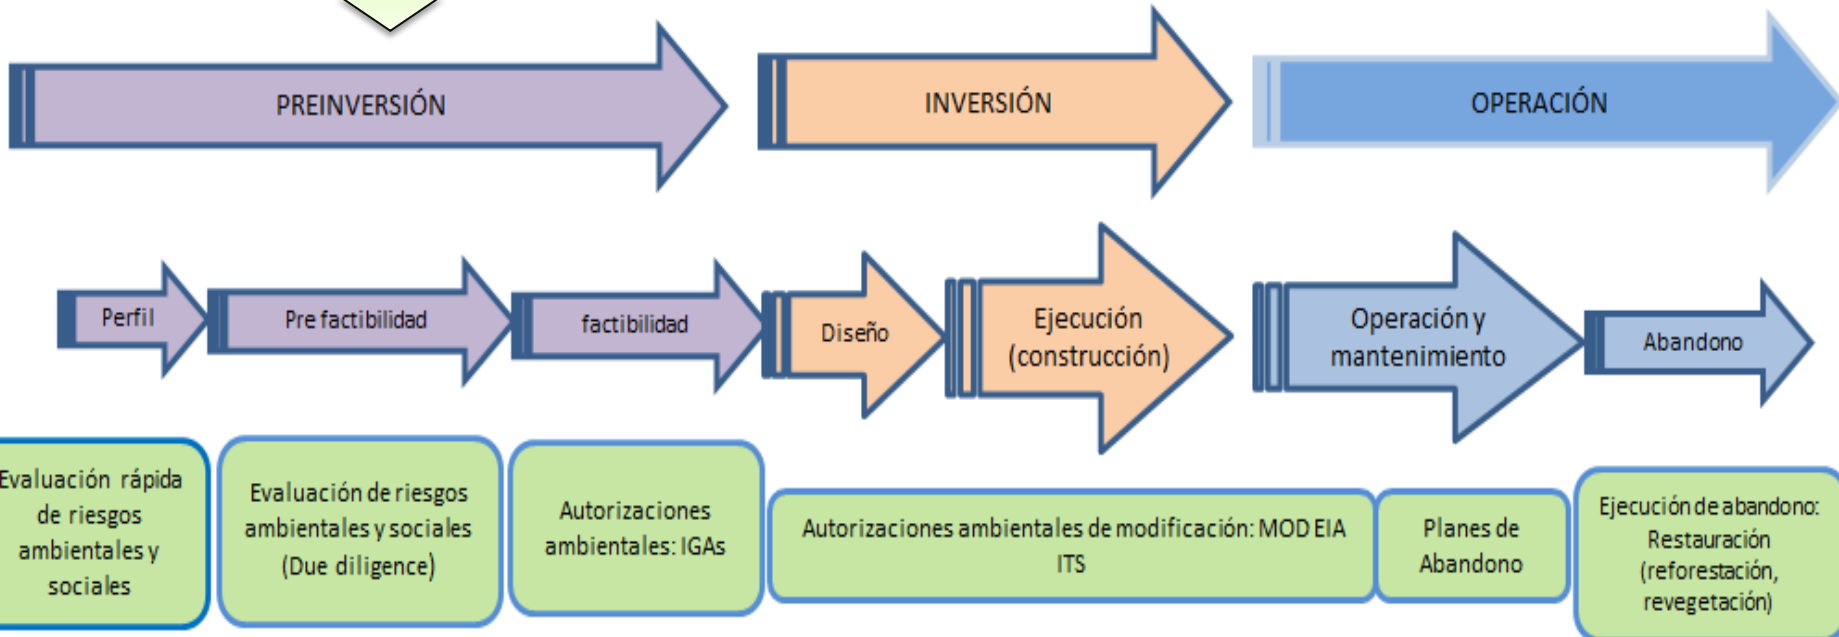 PREINVERSIÓN
INVERSIÓN
OPERACIÓN
Perfil
Pre factibilidad
factibilidad
Diseño
Ejecución
(construcción)
Operación y
mantenimiento
Abandono
Evaluación rápida
de riesgos
ambientales y
sociales
Evaluación de riesgos
ambientales y sociales
(Due diligence)
Autorizaciones
ambientales: IGAs
Autorizaciones ambientales de modificación: MOD EIA
ITS
Planes de
Abandono
Ejecución de abandono:
Restauración
(reforestación,
revegetación)